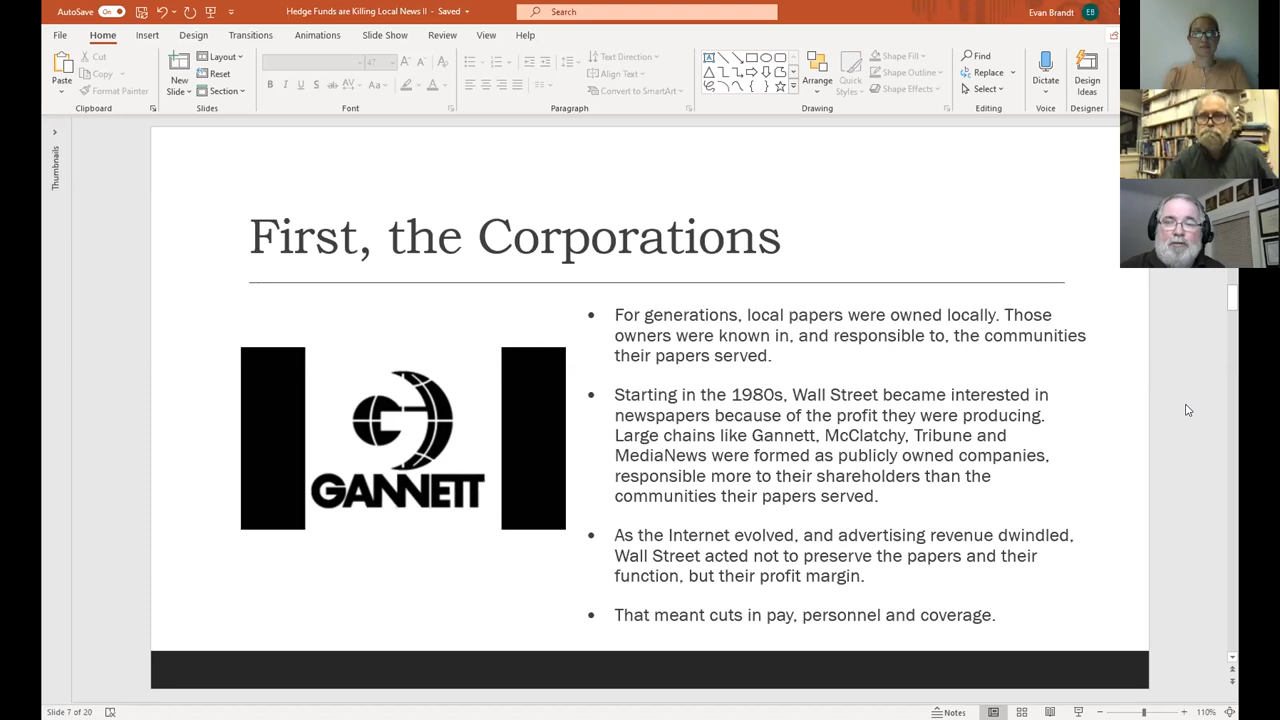 AutoSave On
Hedge Funds are Killing Local News II - Saved
Search
Evan Brandt EB
File Home Insert Design Transitions Animations Slide Show Review View Help
Paste
Cut
Copy
Format Painter
Clipboard
New Slide
Layout
Reset
Section
Slides
47
B I U S ab AV Aa A
Font
Text Direction
Align Text
Convert to SmartArt
Paragraph
Arrange
Quick Styles
Shape Fill
Shape Outline
Shape Effects
Drawing
Find
Replace
Select
Editing
Dictate
Voice
Design Ideas
Designer
Thumbnails
First, the Corporations
GANNETT
• For generations, local papers were owned locally. Those
owners were known in, and responsible to, the communities
their papers served.
• Starting in the 1980s, Wall Street became interested in
newspapers because of the profit they were producing.
Large chains like Gannett, McClatchy, Tribune and
MediaNews were formed as publicly owned companies,
responsible more to their shareholders than the
communities their papers served.
• As the Internet evolved, and advertising revenue dwindled,
Wall Street acted not to preserve the papers and their
function, but their profit margin.
• That meant cuts in pay, personnel and coverage.
Slide 7 of 20
Notes
110%